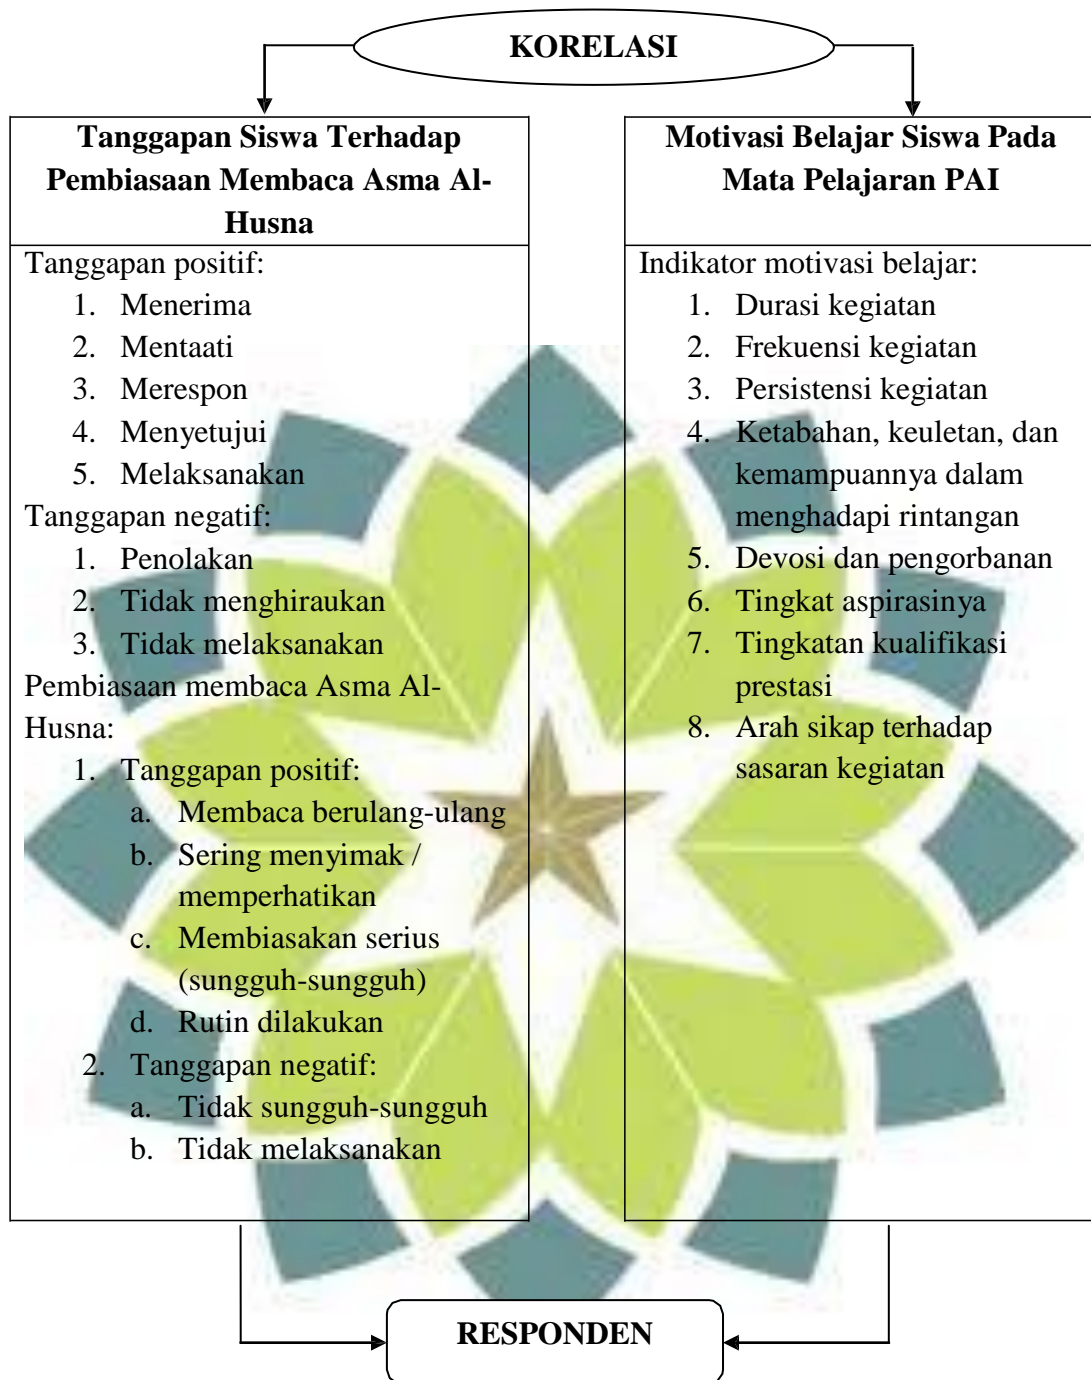 KORELASI
Tanggapan Siswa Terhadap
Pembiasaan Membaca Asma Al-
Husna
Tanggapan positif:
1. Menerima
2. Mentaati
3. Merespon
4. Menyetujui
5. Melaksanakan
Tanggapan negatif:
1. Penolakan
2. Tidak menghiraukan
3. Tidak melaksanakan
Pembiasaan membaca Asma Al-
Husna:
1. Tanggapan positif:
a. Membaca berulang-ulang
b. Sering menyimak /
memperhatikan
c. Membiasakan serius
(sungguh-sungguh)
d. Rutin dilakukan
2. Tanggapan negatif:
a. Tidak sungguh-sungguh
b. Tidak melaksanakan
Motivasi Belajar Siswa Pada
Mata Pelajaran PAI
Indikator motivasi belajar:
1. Durasi kegiatan
2. Frekuensi kegiatan
3. Persistensi kegiatan
4. Ketabahan, keuletan, dan
kemampuannya dalam
menghadapi rintangan
5. Devosi dan pengorbanan
6. Tingkat aspirasinya
7. Tingkatan kualifikasi
prestasi
8. Arah sikap terhadap
sasaran kegiatan
RESPONDEN